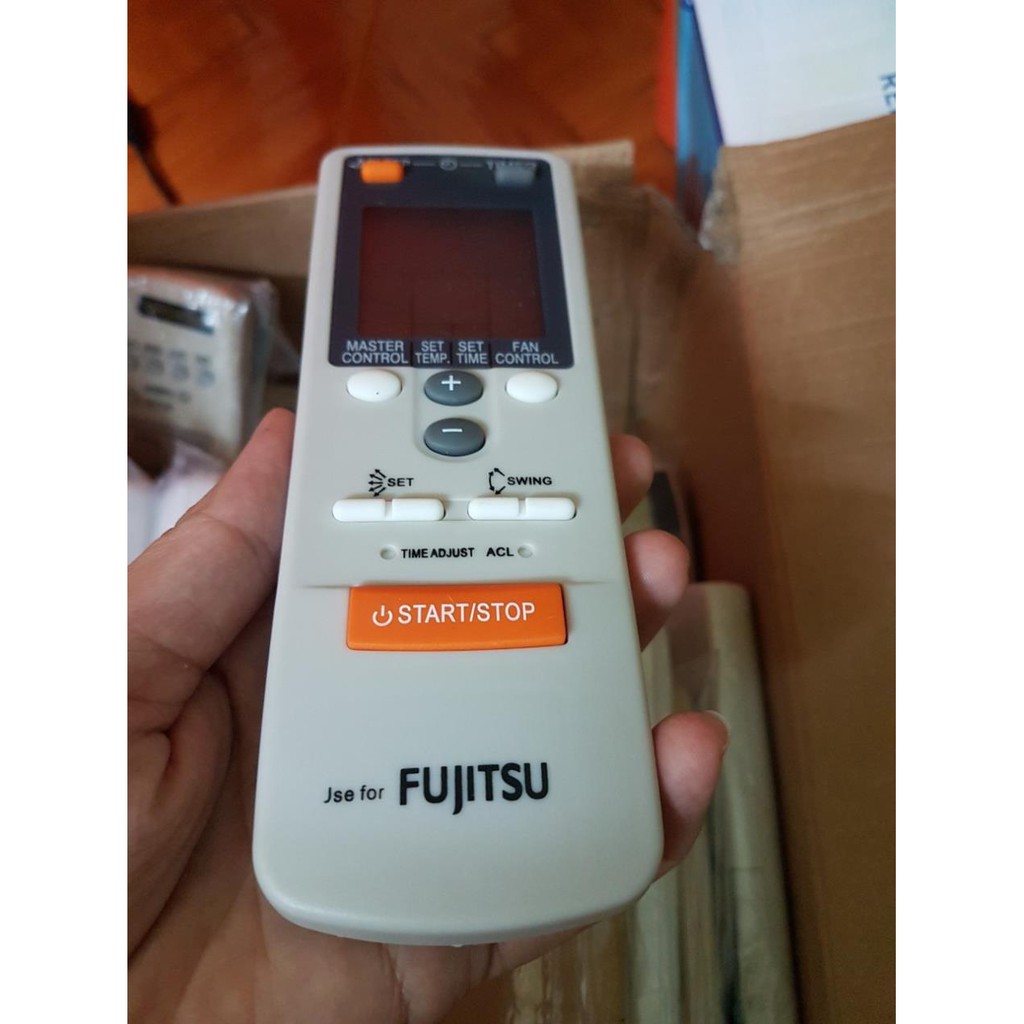 MASTER CONTROL
SET TEMP.
SET TIME
FAN CONTROL
+
−
SET
SWING
TIME ADJUST
ACL
START/STOP
Jse for FUJITSU